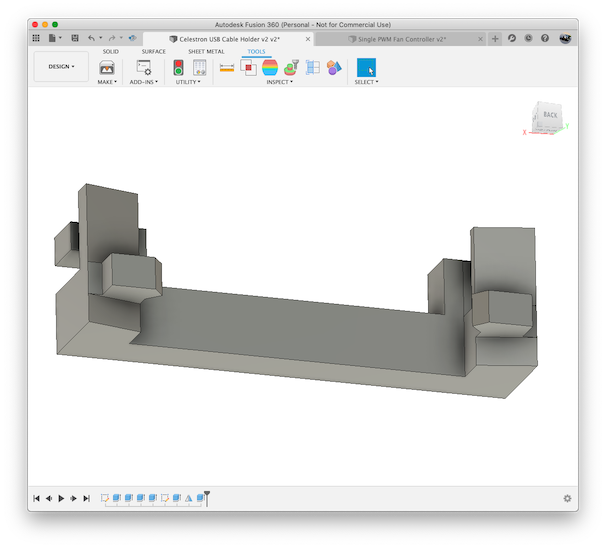 Autodesk Fusion 360 (Personal - Not for Commercial Use)
Celestron USB Cable Holder v2 v2*
Single PWM Fan Controller v2*
SOLID
SURFACE
SHEET METAL
TOOLS
DESIGN
MAKE
ADD-INS
UTILITY
INSPECT
SELECT
BACK
X
Y